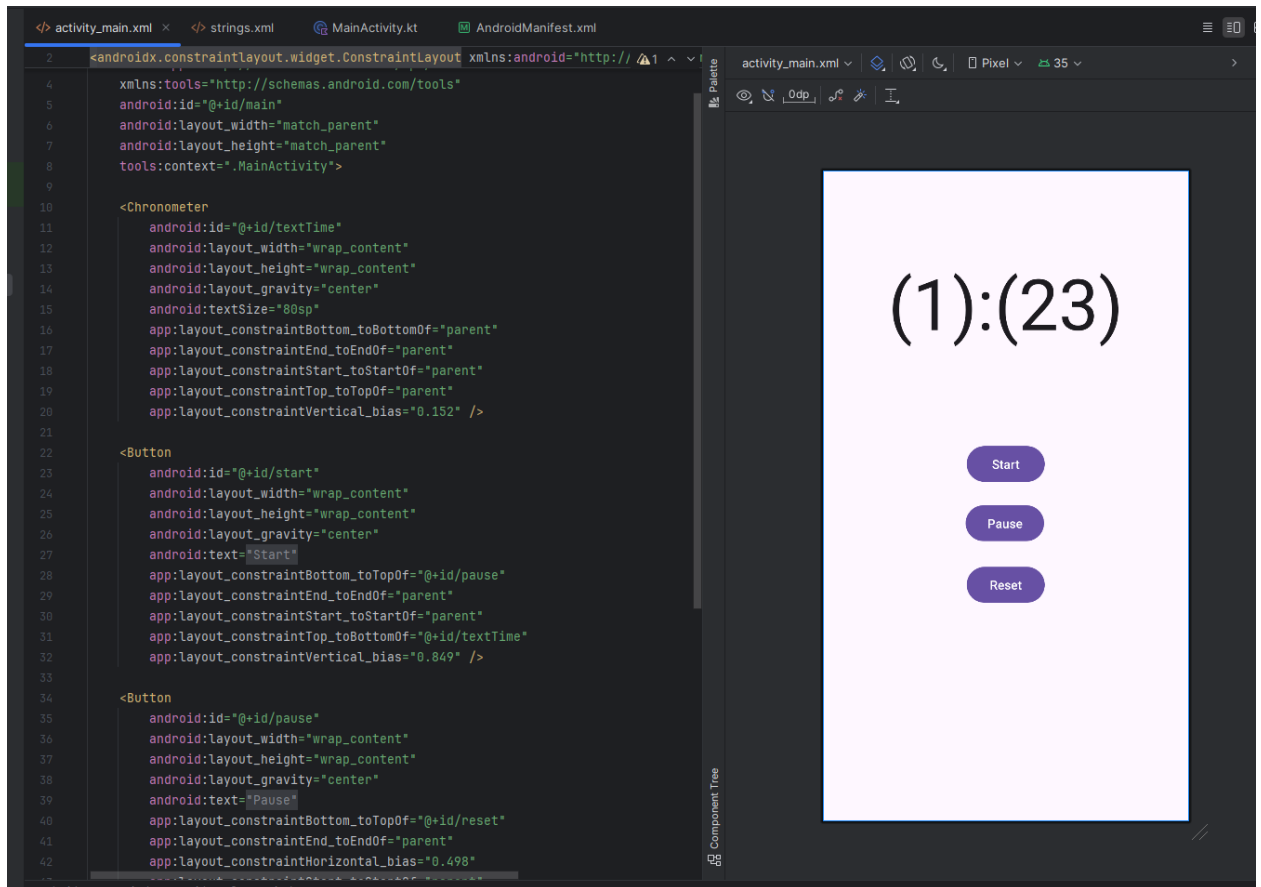 activity_main.xml
strings.xml
MainActivity.kt
AndroidManifest.xml
2 <androidx.constraintlayout.widget.ConstraintLayout xmlns:android="http:// 1
4 xmlns:tools="http://schemas.android.com/tools"
5 android:id="@+id/main"
6 android:layout_width="match_parent"
7 android:layout_height="match_parent"
8 tools:context=".MainActivity">
9
10 <Chronometer
11 android:id="@+id/textTime"
12 android:layout_width="wrap_content"
13 android:layout_height="wrap_content"
14 android:layout_gravity="center"
15 android:textSize="80sp"
16 app:layout_constraintBottom_toBottomOf="parent"
17 app:layout_constraintEnd_toEndOf="parent"
18 app:layout_constraintStart_toStartOf="parent"
19 app:layout_constraintTop_toTopOf="parent"
20 app:layout_constraintVertical_bias="0.152" />
21
22 <Button
23 android:id="@+id/start"
24 android:layout_width="wrap_content"
25 android:layout_height="wrap_content"
26 android:layout_gravity="center"
27 android:text="Start"
28 app:layout_constraintBottom_toTopOf="@+id/pause"
29 app:layout_constraintEnd_toEndOf="parent"
30 app:layout_constraintStart_toStartOf="parent"
31 app:layout_constraintTop_toBottomOf="@+id/textTime"
32 app:layout_constraintVertical_bias="0.849" />
33
34 <Button
35 android:id="@+id/pause"
36 android:layout_width="wrap_content"
37 android:layout_height="wrap_content"
38 android:layout_gravity="center"
39 android:text="Pause"
40 app:layout_constraintBottom_toTopOf="@+id/reset"
41 app:layout_constraintEnd_toEndOf="parent"
42 app:layout_constraintHorizontal_bias="0.498"
Palette
Component Tree
activity_main.xml
Pixel
35
0dp
(1):(23)
Start
Pause
Reset